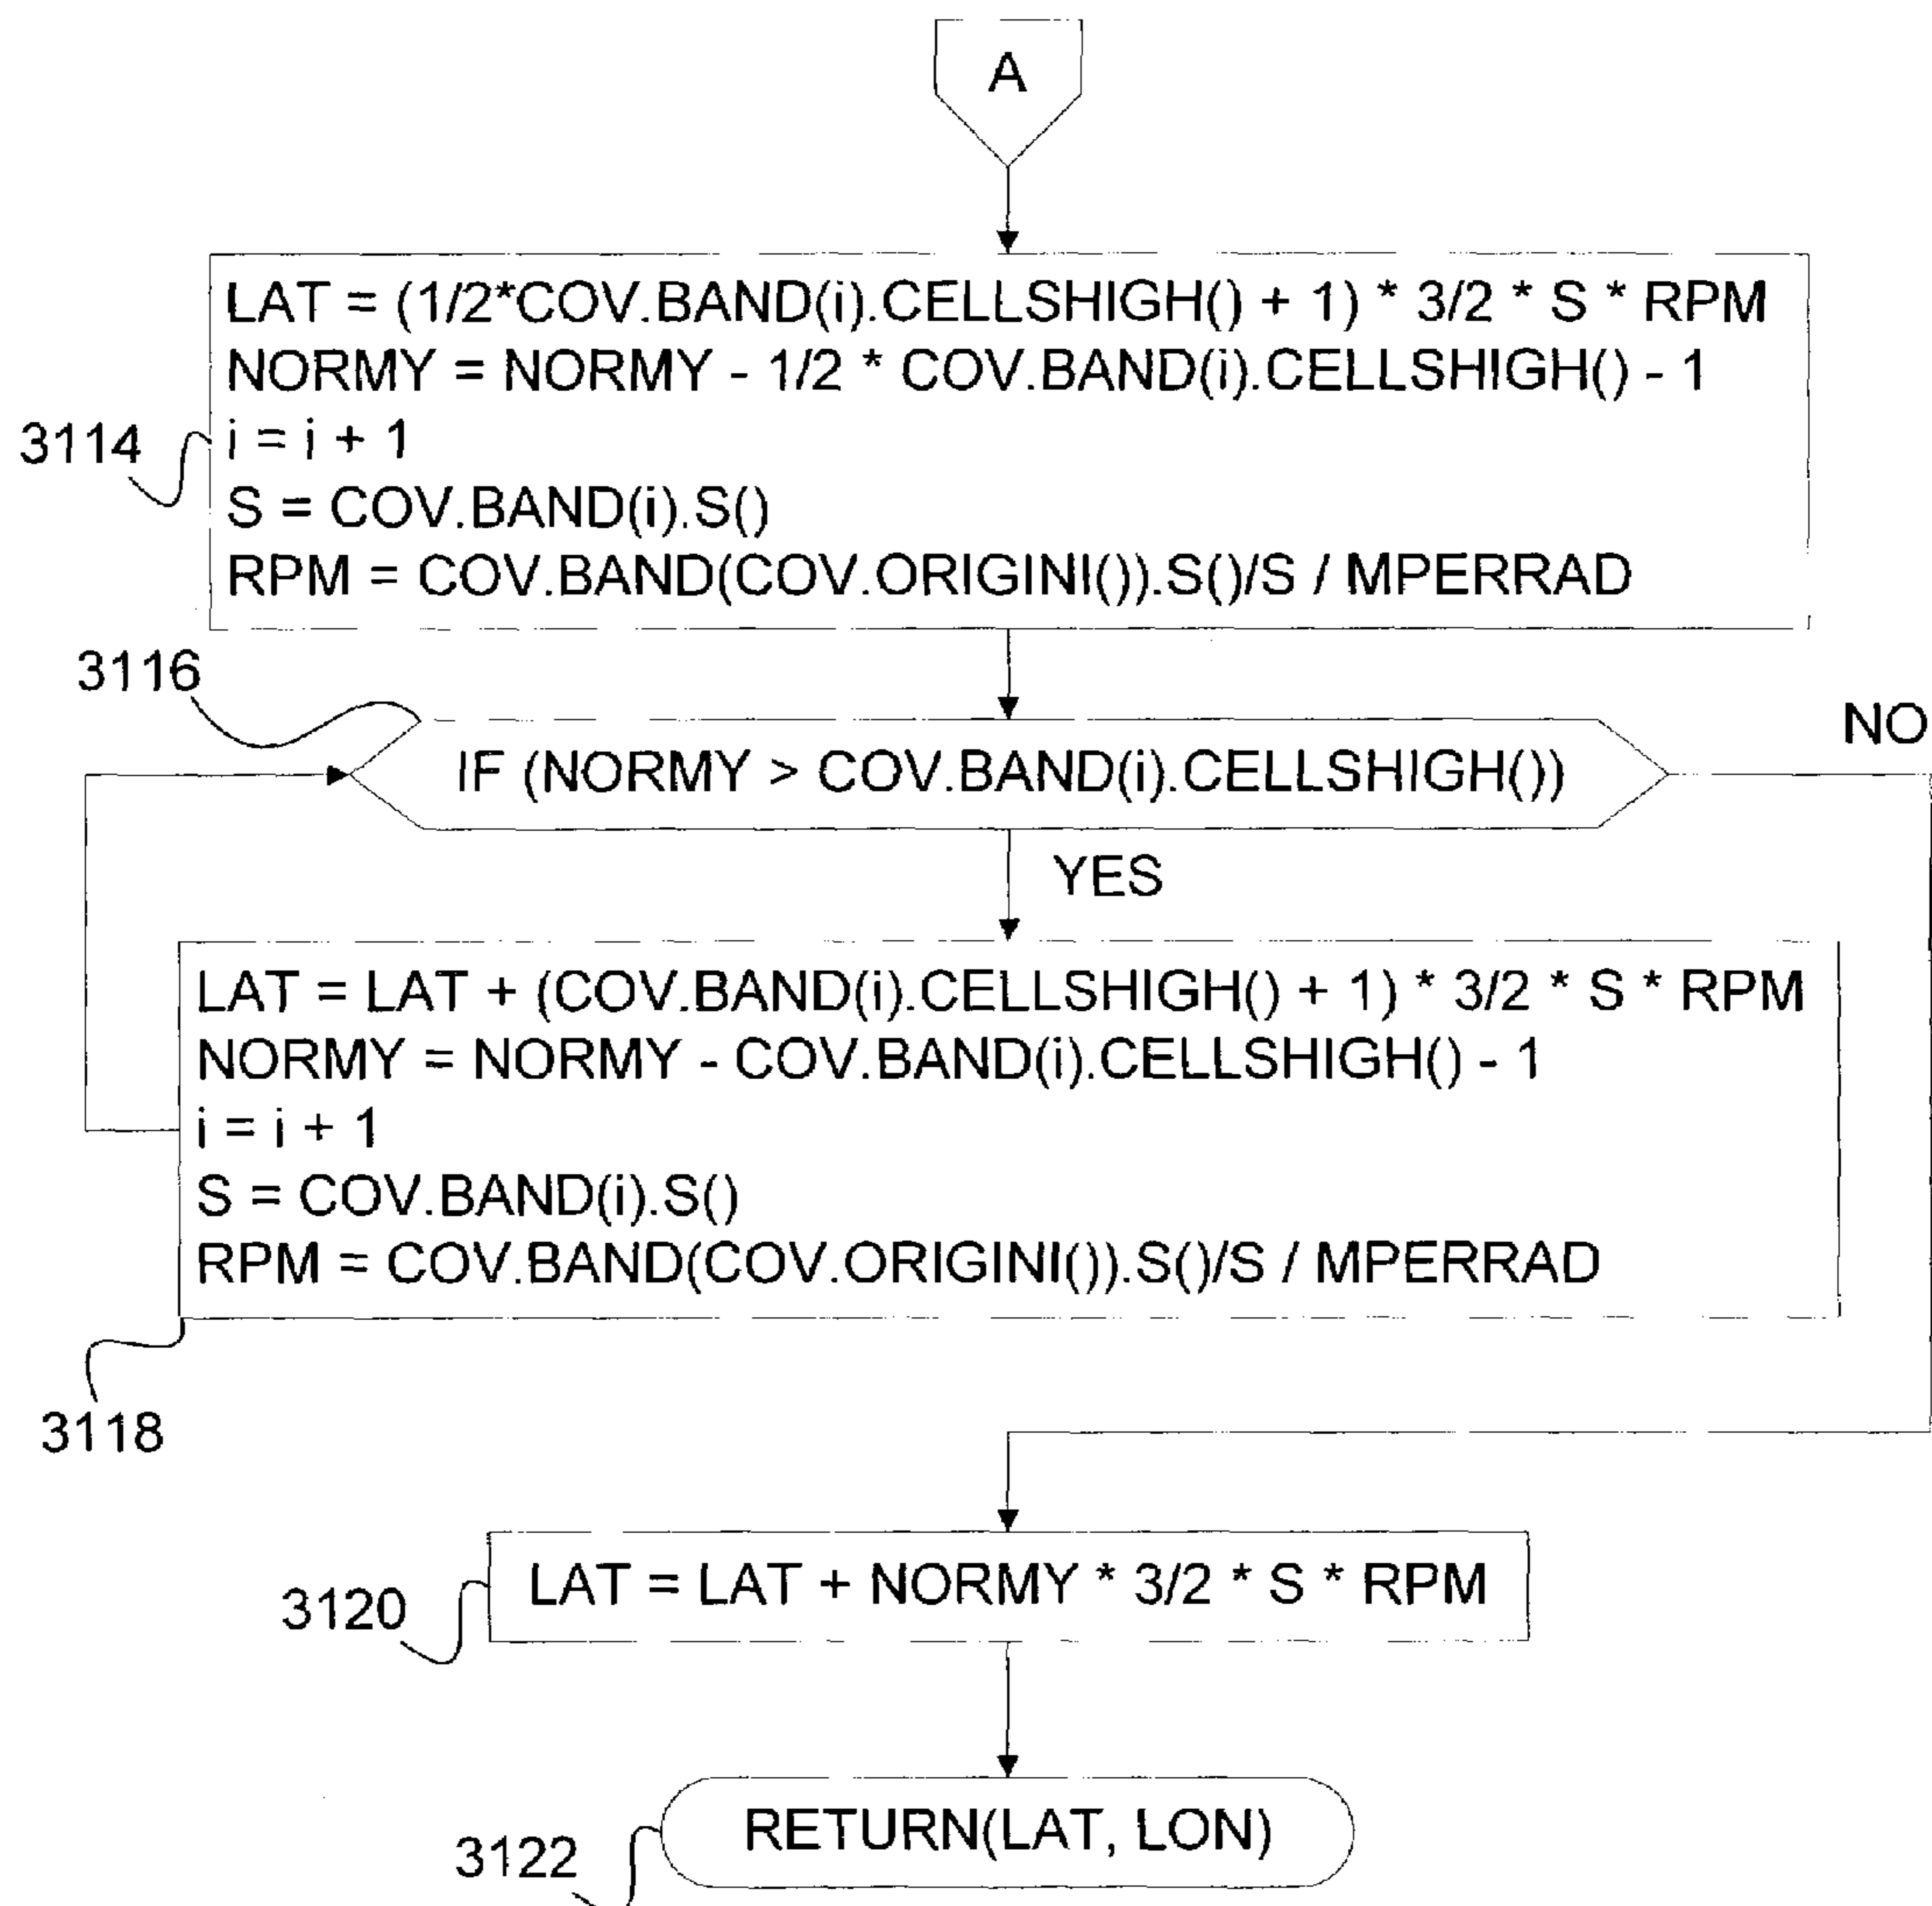 A
LAT = (1/2*COV.BAND(i).CELLSHIGH() + 1) * 3/2 * S * RPM
NORMY = NORMY - 1/2 * COV.BAND(i).CELLSHIGH() - 1
3114
i = i + 1
S = COV.BAND(i).S()
RPM = COV.BAND(COV.ORIGINI()).S()/S / MPERRAD
3116
NO
IF (NORMY > COV.BAND(i).CELLSHIGH())
YES
LAT = LAT + (COV.BAND(i).CELLSHIGH() + 1) * 3/2 * S * RPM
NORMY = NORMY - COV.BAND(i).CELLSHIGH() - 1
i = i + 1
S = COV.BAND(i).S()
RPM = COV.BAND(COV.ORIGINI()).S()/S / MPERRAD
3118
LAT = LAT + NORMY * 3/2 * S * RPM
3120
RETURN(LAT, LON)
3122